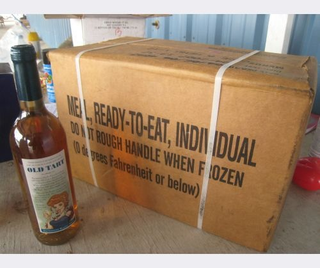 OLD TART
MEAL, READY-TO-EAT, INDIVIDUAL
DO NOT ROUGH HANDLE WHEN FROZEN
(0 degrees Fahrenheit or below)